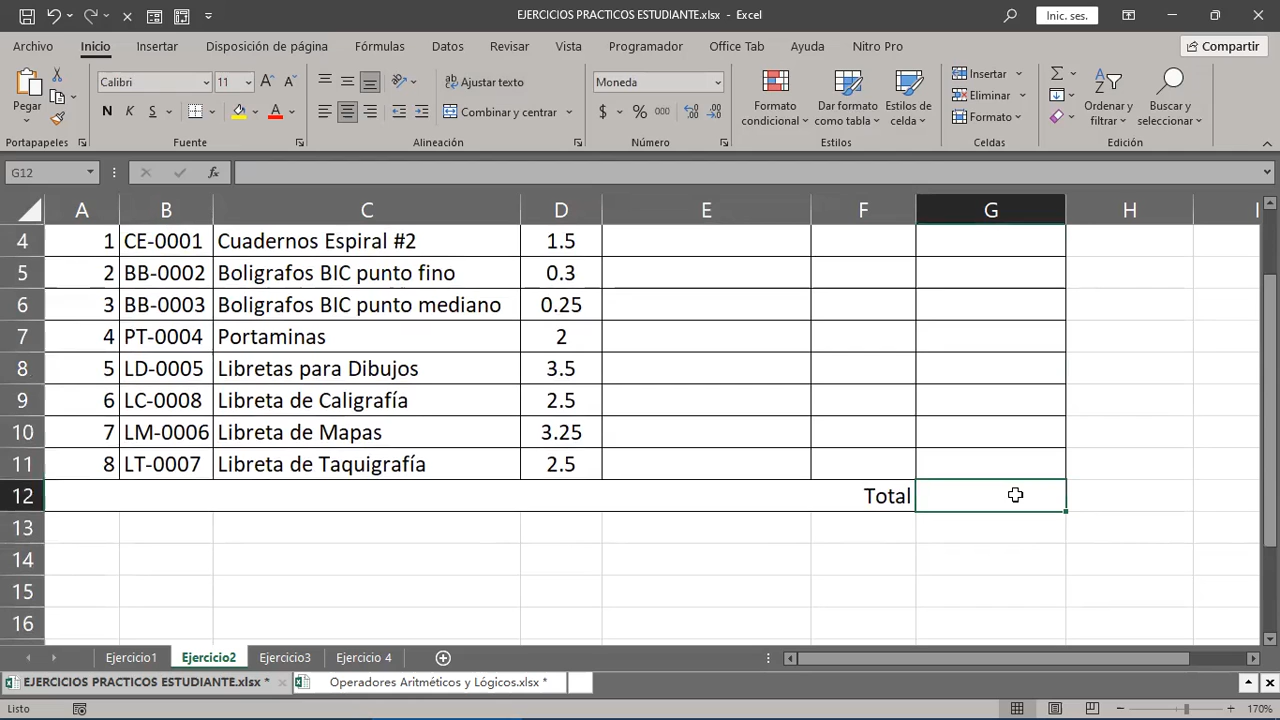 EJERCICIOS PRACTICOS ESTUDIANTE.xlsx - Excel
Inic. ses.
Archivo Inicio Insertar Disposición de página Fórmulas Datos Revisar Vista Programador Office Tab Ayuda Nitro Pro Compartir
Pegar
Calibri 11
N K S
Ajustar texto
Combinar y centrar
Moneda
$ % 000
Formato condicional
Dar formato como tabla
Estilos de celda
Insertar
Eliminar
Formato
Ordenar y filtrar
Buscar y seleccionar
Portapapeles Fuente Alineación Número Estilos Celdas Edición
G12 fx
A B C D E F G H I
4 1 CE-0001 Cuadernos Espiral #2 1.5
5 2 BB-0002 Boligrafos BIC punto fino 0.3
6 3 BB-0003 Boligrafos BIC punto mediano 0.25
7 4 PT-0004 Portaminas 2
8 5 LD-0005 Libretas para Dibujos 3.5
9 6 LC-0008 Libreta de Caligrafía 2.5
10 7 LM-0006 Libreta de Mapas 3.25
11 8 LT-0007 Libreta de Taquigrafía 2.5
12 Total
13
14
15
16
Ejercicio1 Ejercicio2 Ejercicio3 Ejercicio 4
EJERCICIOS PRACTICOS ESTUDIANTE.xlsx * Operadores Aritméticos y Lógicos.xlsx *
Listo 170%